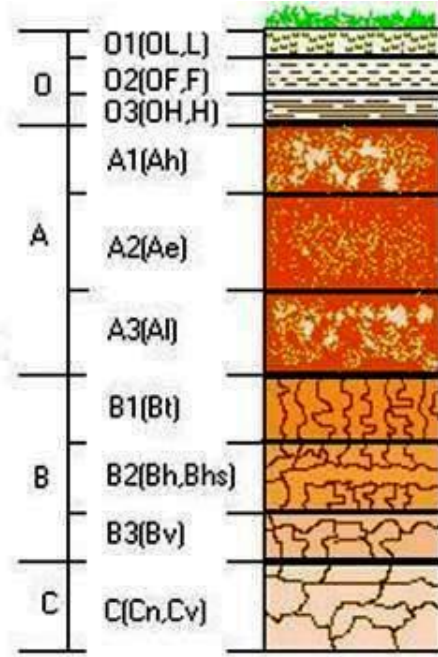 O
O1(OL,L)
O2(OF,F)
O3(OH,H)
A
A1(Ah)
A2(Ae)
A3(Al)
B
B1(Bt)
B2(Bh,Bhs)
B3(Bv)
C
C(Cn,Cv)